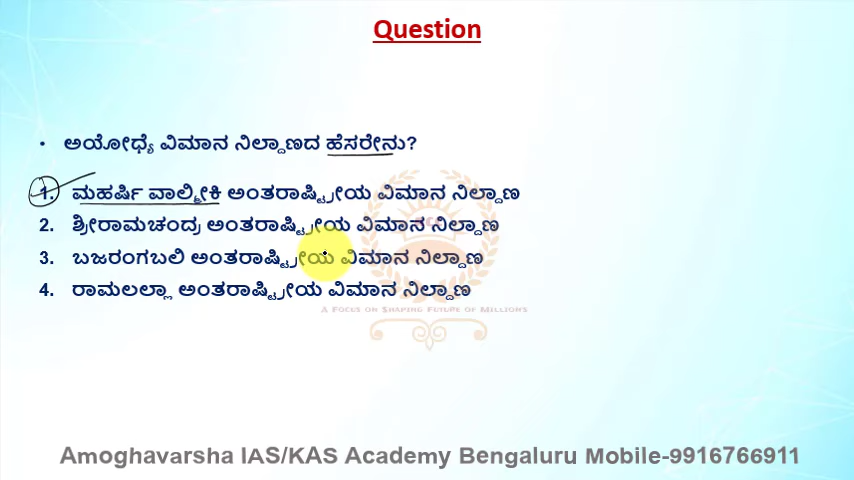 Question
• ಅಯೋಧ್ಯೆ ವಿಮಾನ ನಿಲ್ದಾಣದ ಹೆಸರೇನು?
1. ಮಹರ್ಷಿ ವಾಲ್ಮೀಕಿ ಅಂತರಾಷ್ಟ್ರೀಯ ವಿಮಾನ ನಿಲ್ದಾಣ
2. ಶ್ರೀರಾಮಚಂದ್ರ ಅಂತರಾಷ್ಟ್ರೀಯ ವಿಮಾನ ನಿಲ್ದಾಣ
3. ಬಜರಂಗಬಲಿ ಅಂತರಾಷ್ಟ್ರೀಯ ವಿಮಾನ ನಿಲ್ದಾಣ
4. ರಾಮಲಲ್ಲಾ ಅಂತರಾಷ್ಟ್ರೀಯ ವಿಮಾನ ನಿಲ್ದಾಣ
A Focus on Shaping Future of Millions
Amoghavarsha IAS/KAS Academy Bengaluru Mobile-9916766911